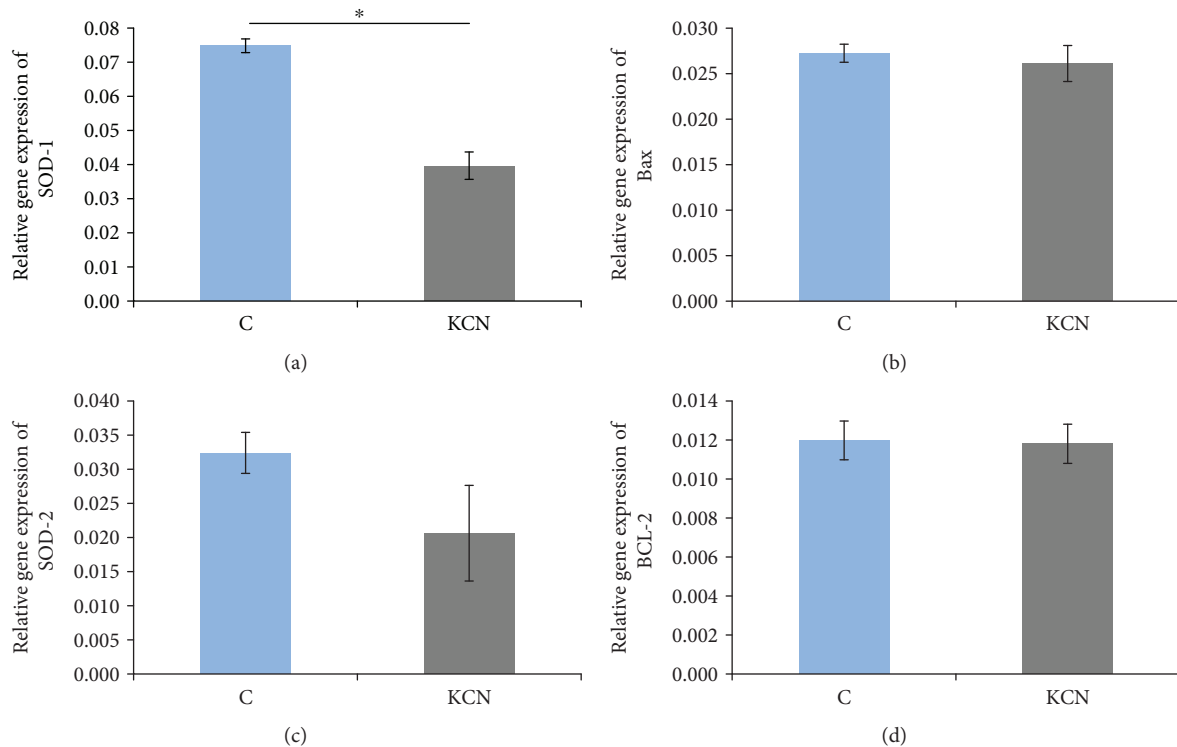 *
Relative gene expression of
SOD-1
0.08
0.07
0.06
0.05
0.04
0.03
0.02
0.01
0.00
C
KCN
(a)
Relative gene expression of
Bax
0.030
0.025
0.020
0.015
0.010
0.005
0.000
C
KCN
(b)
Relative gene expression of
SOD-2
0.040
0.035
0.030
0.025
0.020
0.015
0.010
0.005
0.000
C
KCN
(c)
Relative gene expression of
BCL-2
0.014
0.012
0.010
0.008
0.006
0.004
0.002
0.000
C
KCN
(d)